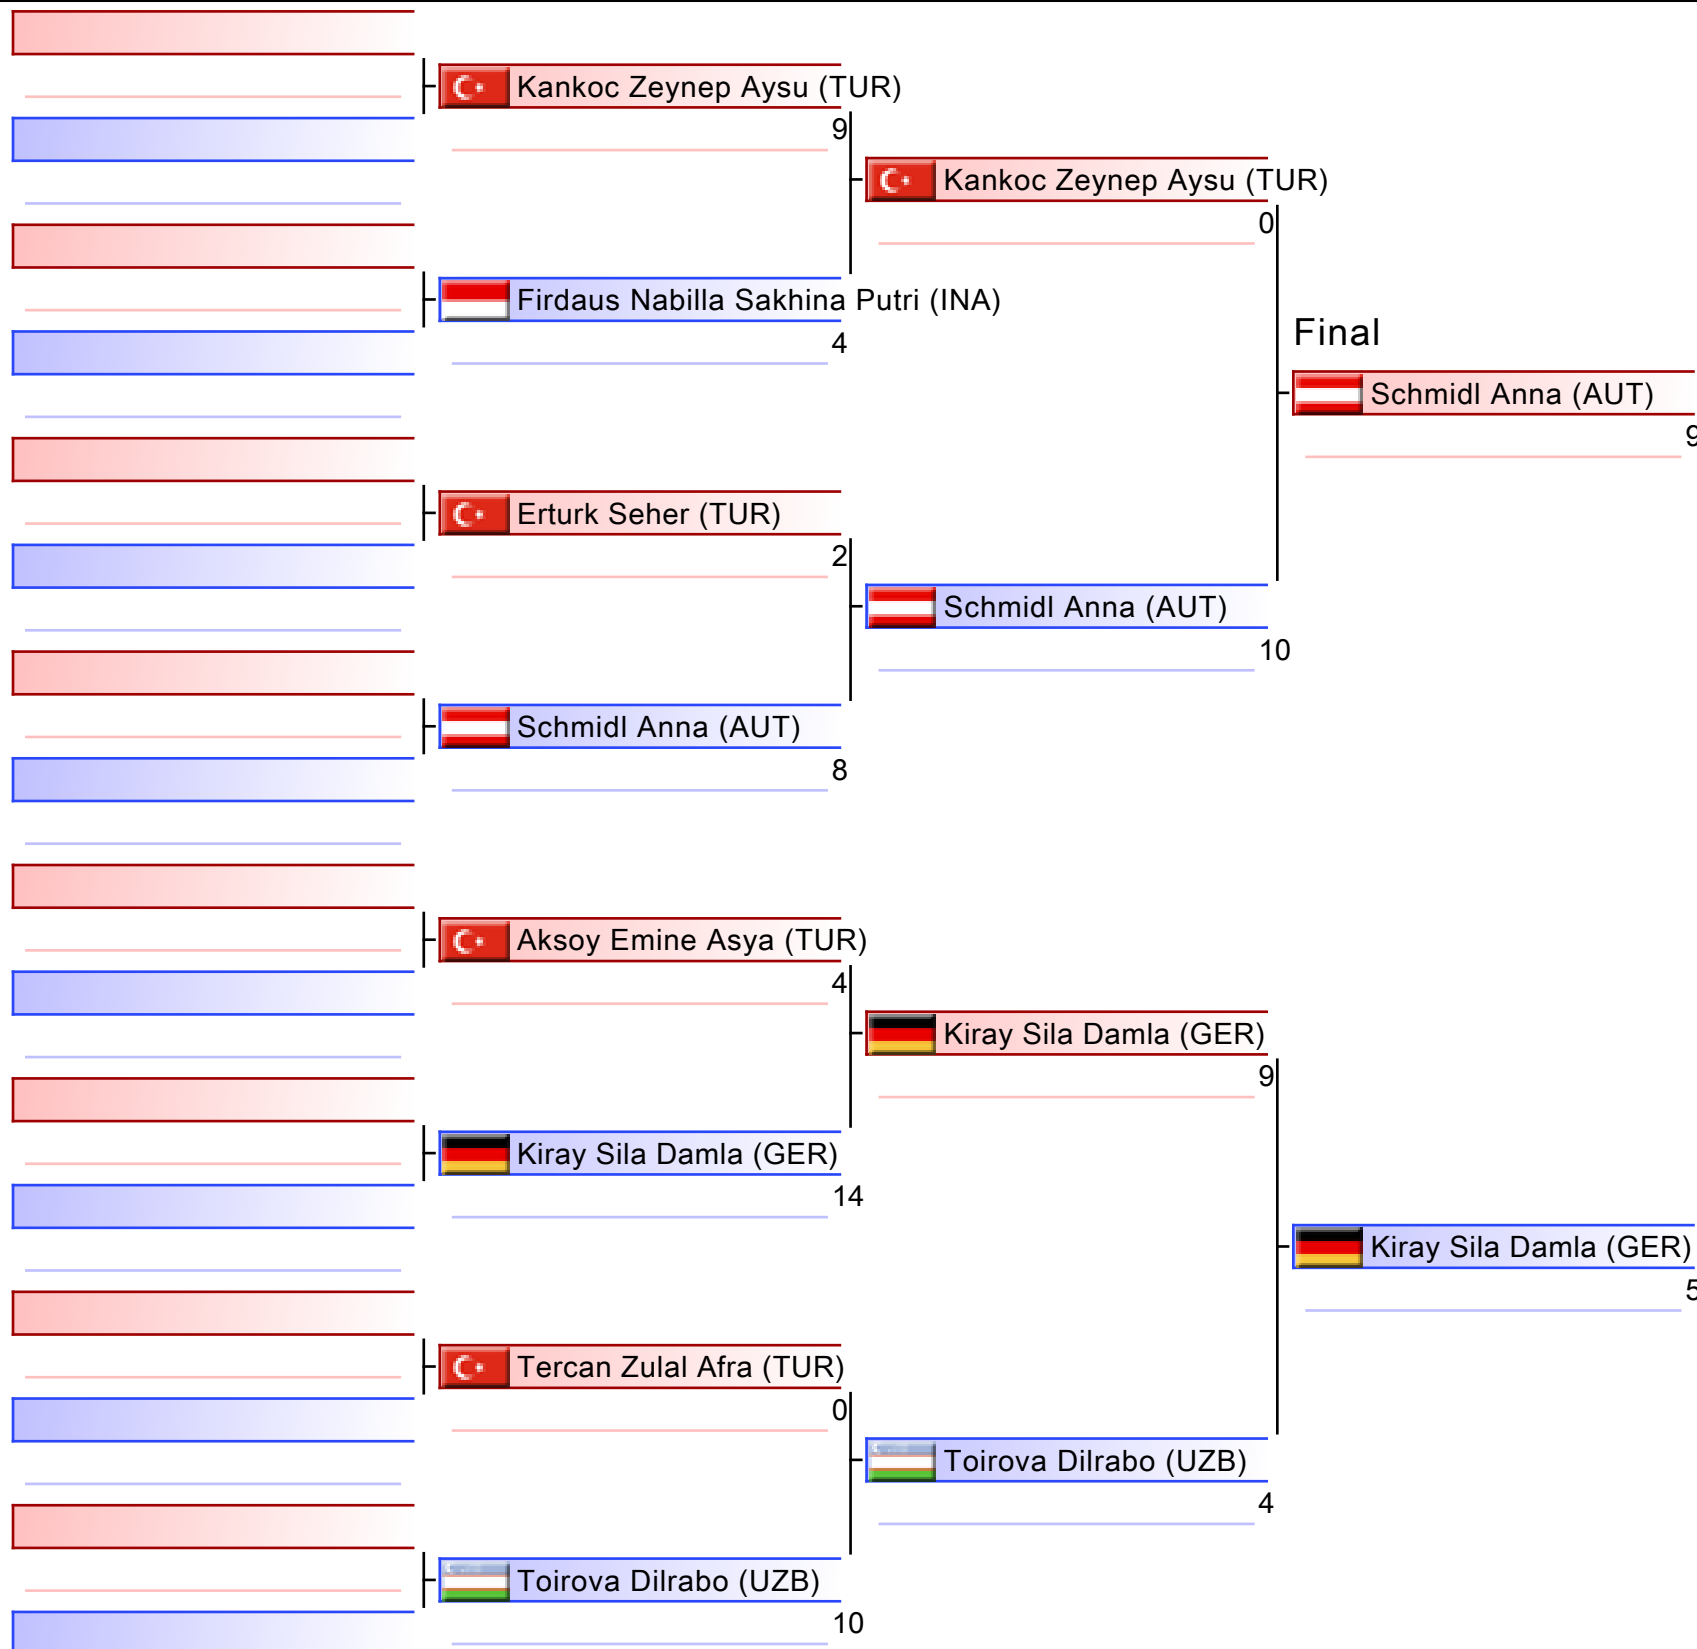 Kankoc Zeynep Aysu (TUR)
9
Firdaus Nabilla Sakhina Putri (INA)
4
Erturk Seher (TUR)
2
Schmidl Anna (AUT)
8
Aksoy Emine Asya (TUR)
4
Kiray Sila Damla (GER)
14
Tercan Zulal Afra (TUR)
0
Toirova Dilrabo (UZB)
10
Kankoc Zeynep Aysu (TUR)
0
Schmidl Anna (AUT)
10
Kiray Sila Damla (GER)
9
Toirova Dilrabo (UZB)
4
Final
Schmidl Anna (AUT)
9
Kiray Sila Damla (GER)
5